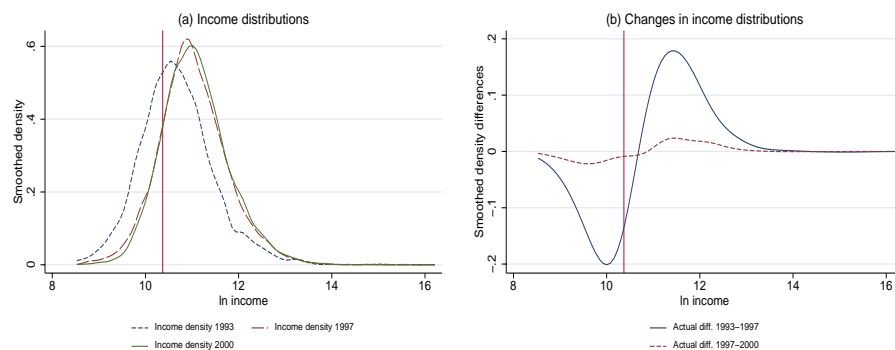 (a) Income distributions
Smoothed density
0
.2
.4
.6
8
10
12
14
16
ln income
Income density 1993
Income density 1997
Income density 2000
(b) Changes in income distributions
Smoothed density differences
-.2
-.1
0
.1
.2
8
10
12
14
16
ln income
Actual diff. 1993–1997
Actual diff. 1997–2000